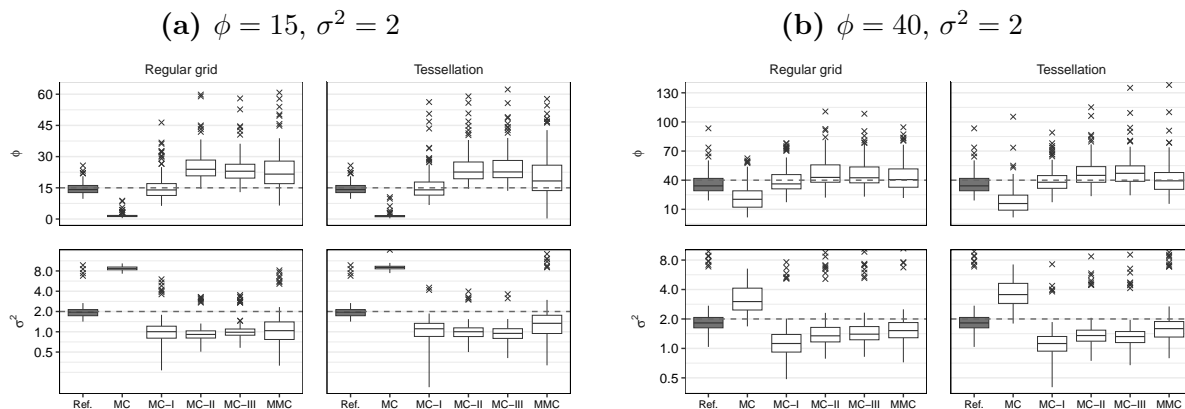 (a) ϕ = 15, σ² = 2
(b) ϕ = 40, σ² = 2
Regular grid
Tessellation
ϕ
60
45
30
15
0
σ²
8.0
4.0
2.0
1.0
0.5
Ref. MC MC−I MC−II MC−III MMC
Ref. MC MC−I MC−II MC−III MMC
Regular grid
Tessellation
ϕ
130
100
70
40
10
σ²
8.0
4.0
2.0
1.0
0.5
Ref. MC MC−I MC−II MC−III MMC
Ref. MC MC−I MC−II MC−III MMC